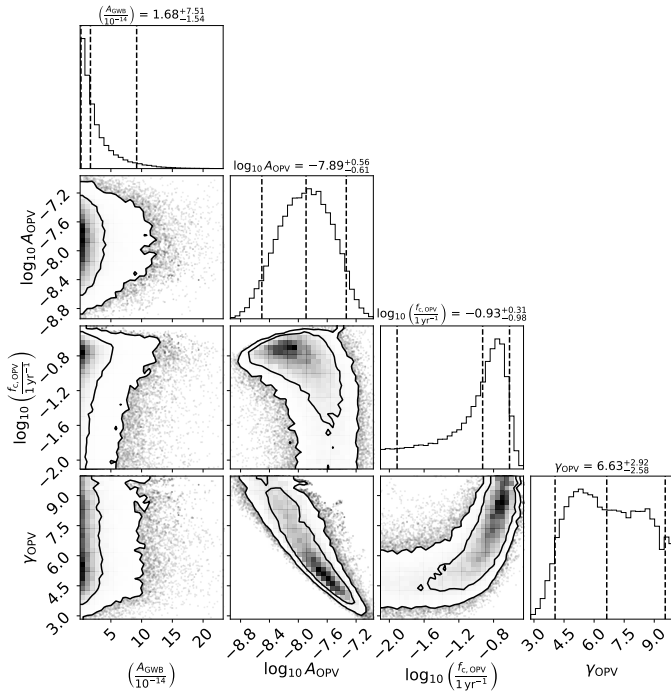 (A_GWB/10^−14) = 1.68^{+7.51}_{−1.54}
log₁₀ A_OPV = −7.89^{+0.56}_{−0.61}
−7.2
−7.6
−8.0
−8.4
−8.8
log₁₀ A_OPV
log₁₀ (f_c,OPV/1 yr^−1) = −0.93^{+0.31}_{−0.98}
−0.8
−1.2
−1.6
−2.0
log₁₀ (f_c,OPV/1 yr^−1)
γ_OPV = 6.63^{+2.92}_{−2.58}
9.0
7.5
6.0
4.5
3.0
γ_OPV
5 10 15 20
(A_GWB/10^−14)
−8.8 −8.4 −8.0 −7.6 −7.2
log₁₀ A_OPV
−2.0 −1.6 −1.2 −0.8
log₁₀ (f_c,OPV/1 yr^−1)
3.0 4.5 6.0 7.5 9.0
γ_OPV